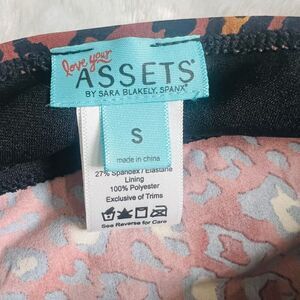 love your
ASSETS®
BY SARA BLAKELY, SPANX®
S
made in china
27% Spandex / Elastane
Lining
100% Polyester
Exclusive of Trims
See Reverse for Care